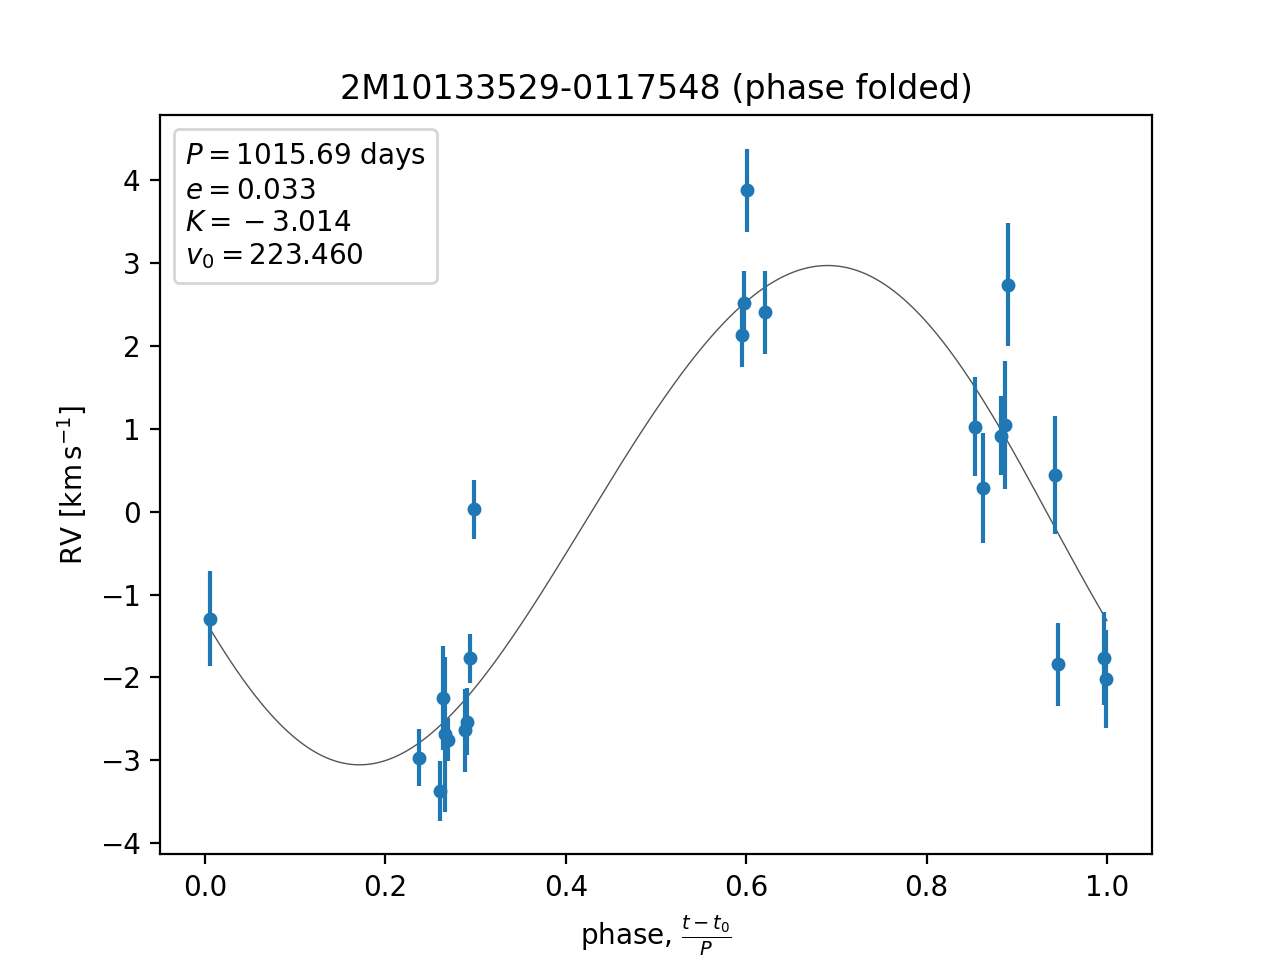 2M10133529-0117548 (phase folded)
P = 1015.69 days
e = 0.033
K = − 3.014
v₀ = 223.460
4
3
2
1
0
−1
−2
−3
−4
RV [km s⁻¹]
0.0 0.2 0.4 0.6 0.8 1.0
phase, (t − t₀)/P